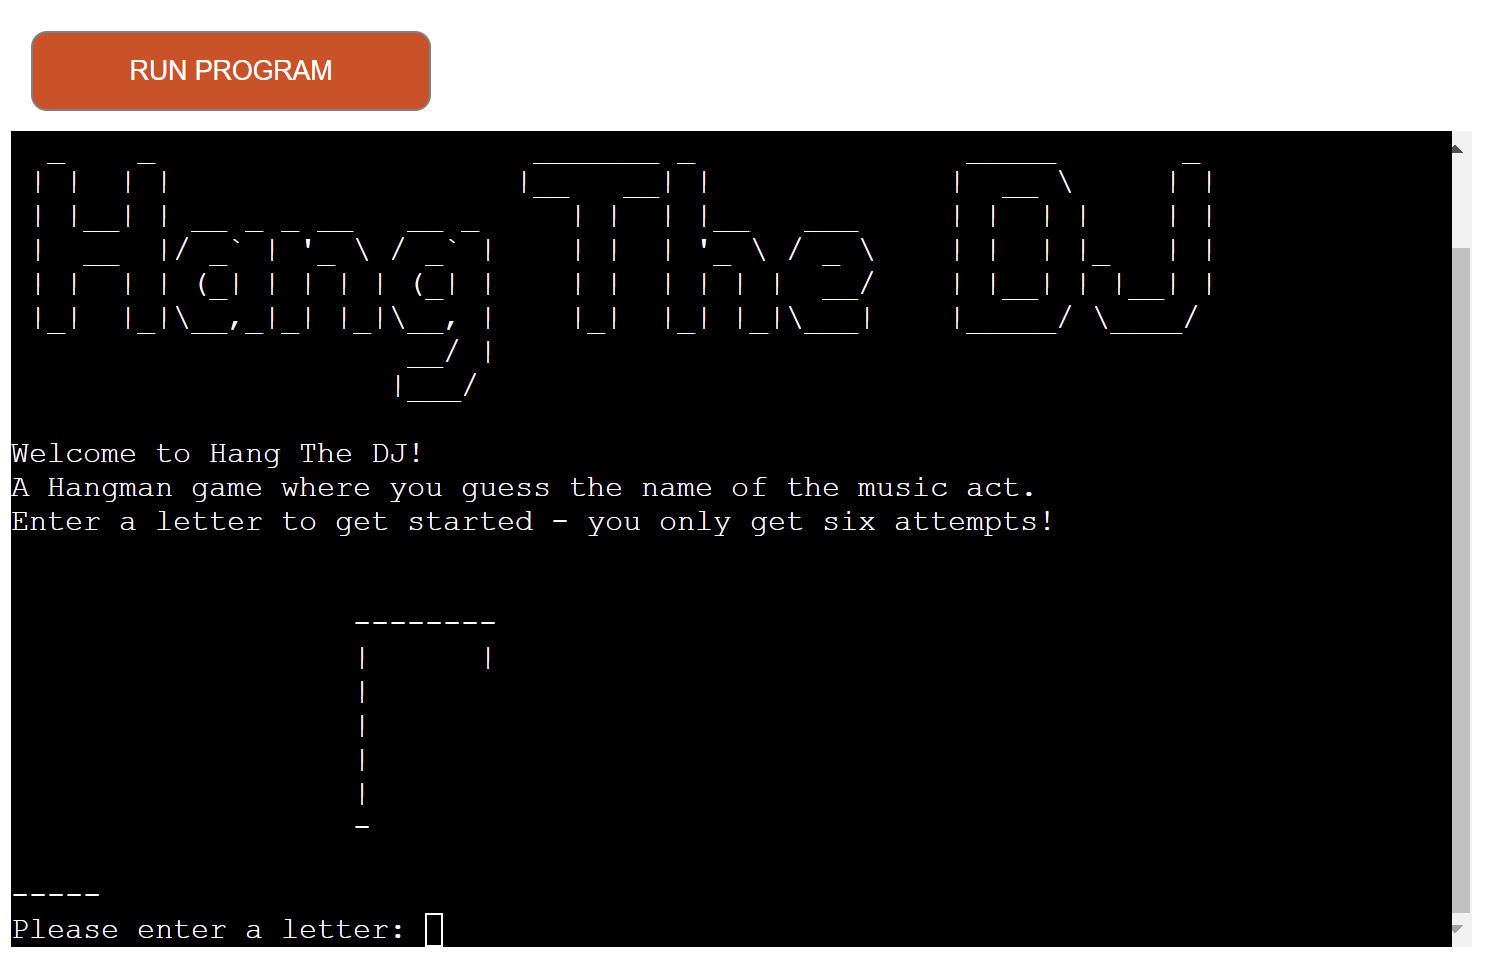 RUN PROGRAM
Hang The DJ
Welcome to Hang The DJ!
A Hangman game where you guess the name of the music act.
Enter a letter to get started - you only get six attempts!
-----
Please enter a letter: